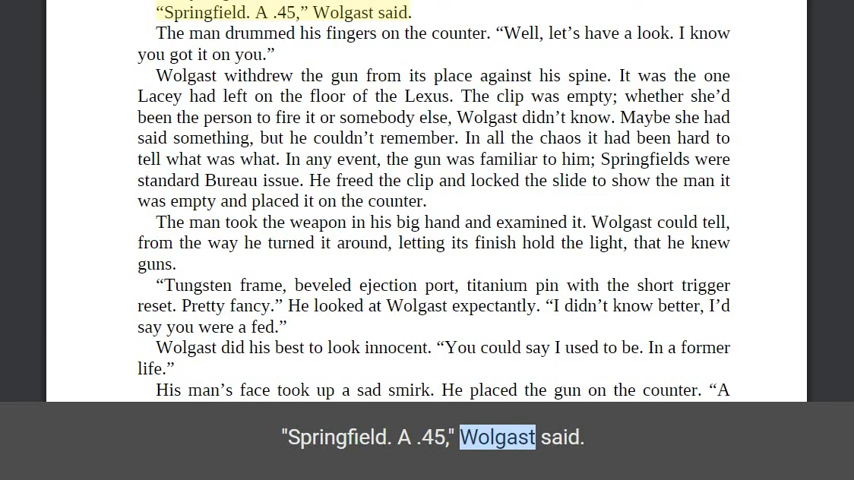 “Springfield. A .45,” Wolgast said.
The man drummed his fingers on the counter. “Well, let’s have a look. I know
you got it on you.”
Wolgast withdrew the gun from its place against his spine. It was the one
Lacey had left on the floor of the Lexus. The clip was empty; whether she’d
been the person to fire it or somebody else, Wolgast didn’t know. Maybe she had
said something, but he couldn’t remember. In all the chaos it had been hard to
tell what was what. In any event, the gun was familiar to him; Springfields were
standard Bureau issue. He freed the clip and locked the slide to show the man it
was empty and placed it on the counter.
The man took the weapon in his big hand and examined it. Wolgast could tell,
from the way he turned it around, letting its finish hold the light, that he knew
guns.
“Tungsten frame, beveled ejection port, titanium pin with the short trigger
reset. Pretty fancy.” He looked at Wolgast expectantly. “I didn’t know better, I’d
say you were a fed.”
Wolgast did his best to look innocent. “You could say I used to be. In a former
life.”
His man’s face took up a sad smirk. He placed the gun on the counter. “A
"Springfield. A .45," Wolgast said.